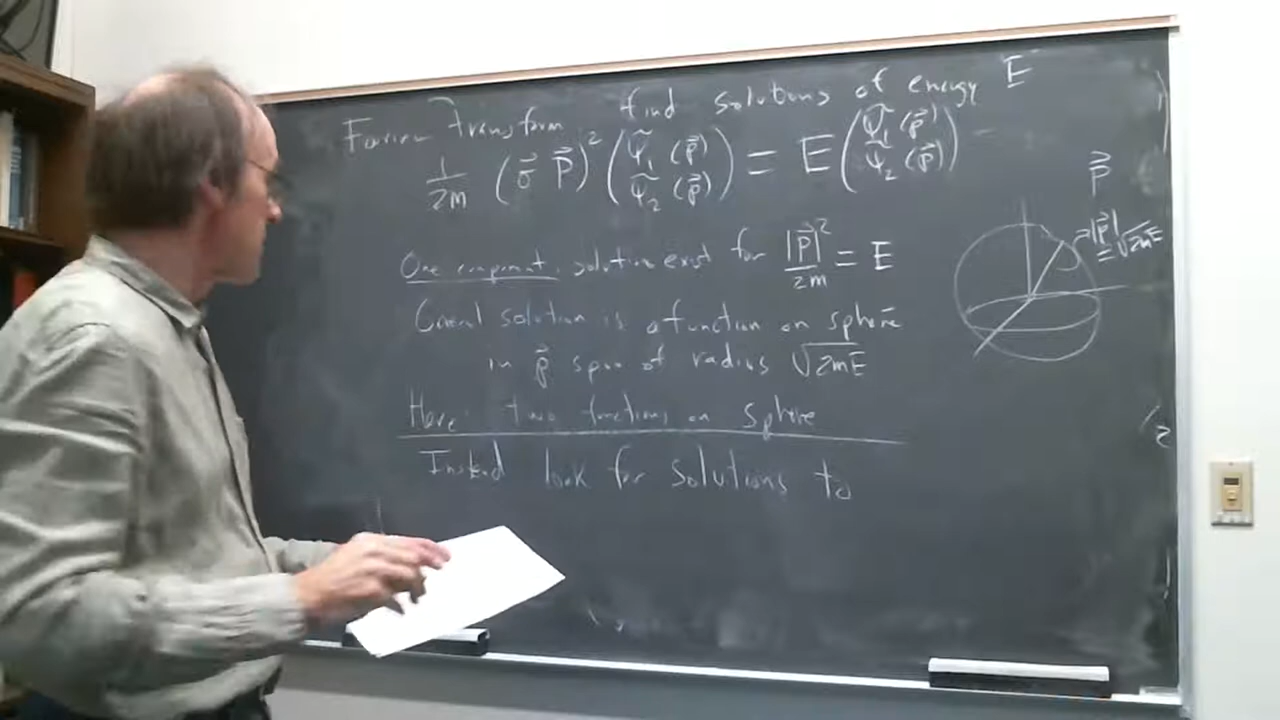 Fourier Transform find solutions of energy E
1/2m (σ⃗ P⃗)² (ψ̃₁(p⃗) ψ̃₂(p⃗)) = E (ψ̃₁(p⃗) ψ̃₂(p⃗))
p⃗
|p⃗| = √2mE
One component solution exist for |p⃗|²/2m = E
General solution is a function on sphere
in p⃗ space of radius √2mE
Here: two functions on sphere
Instead look for solutions to